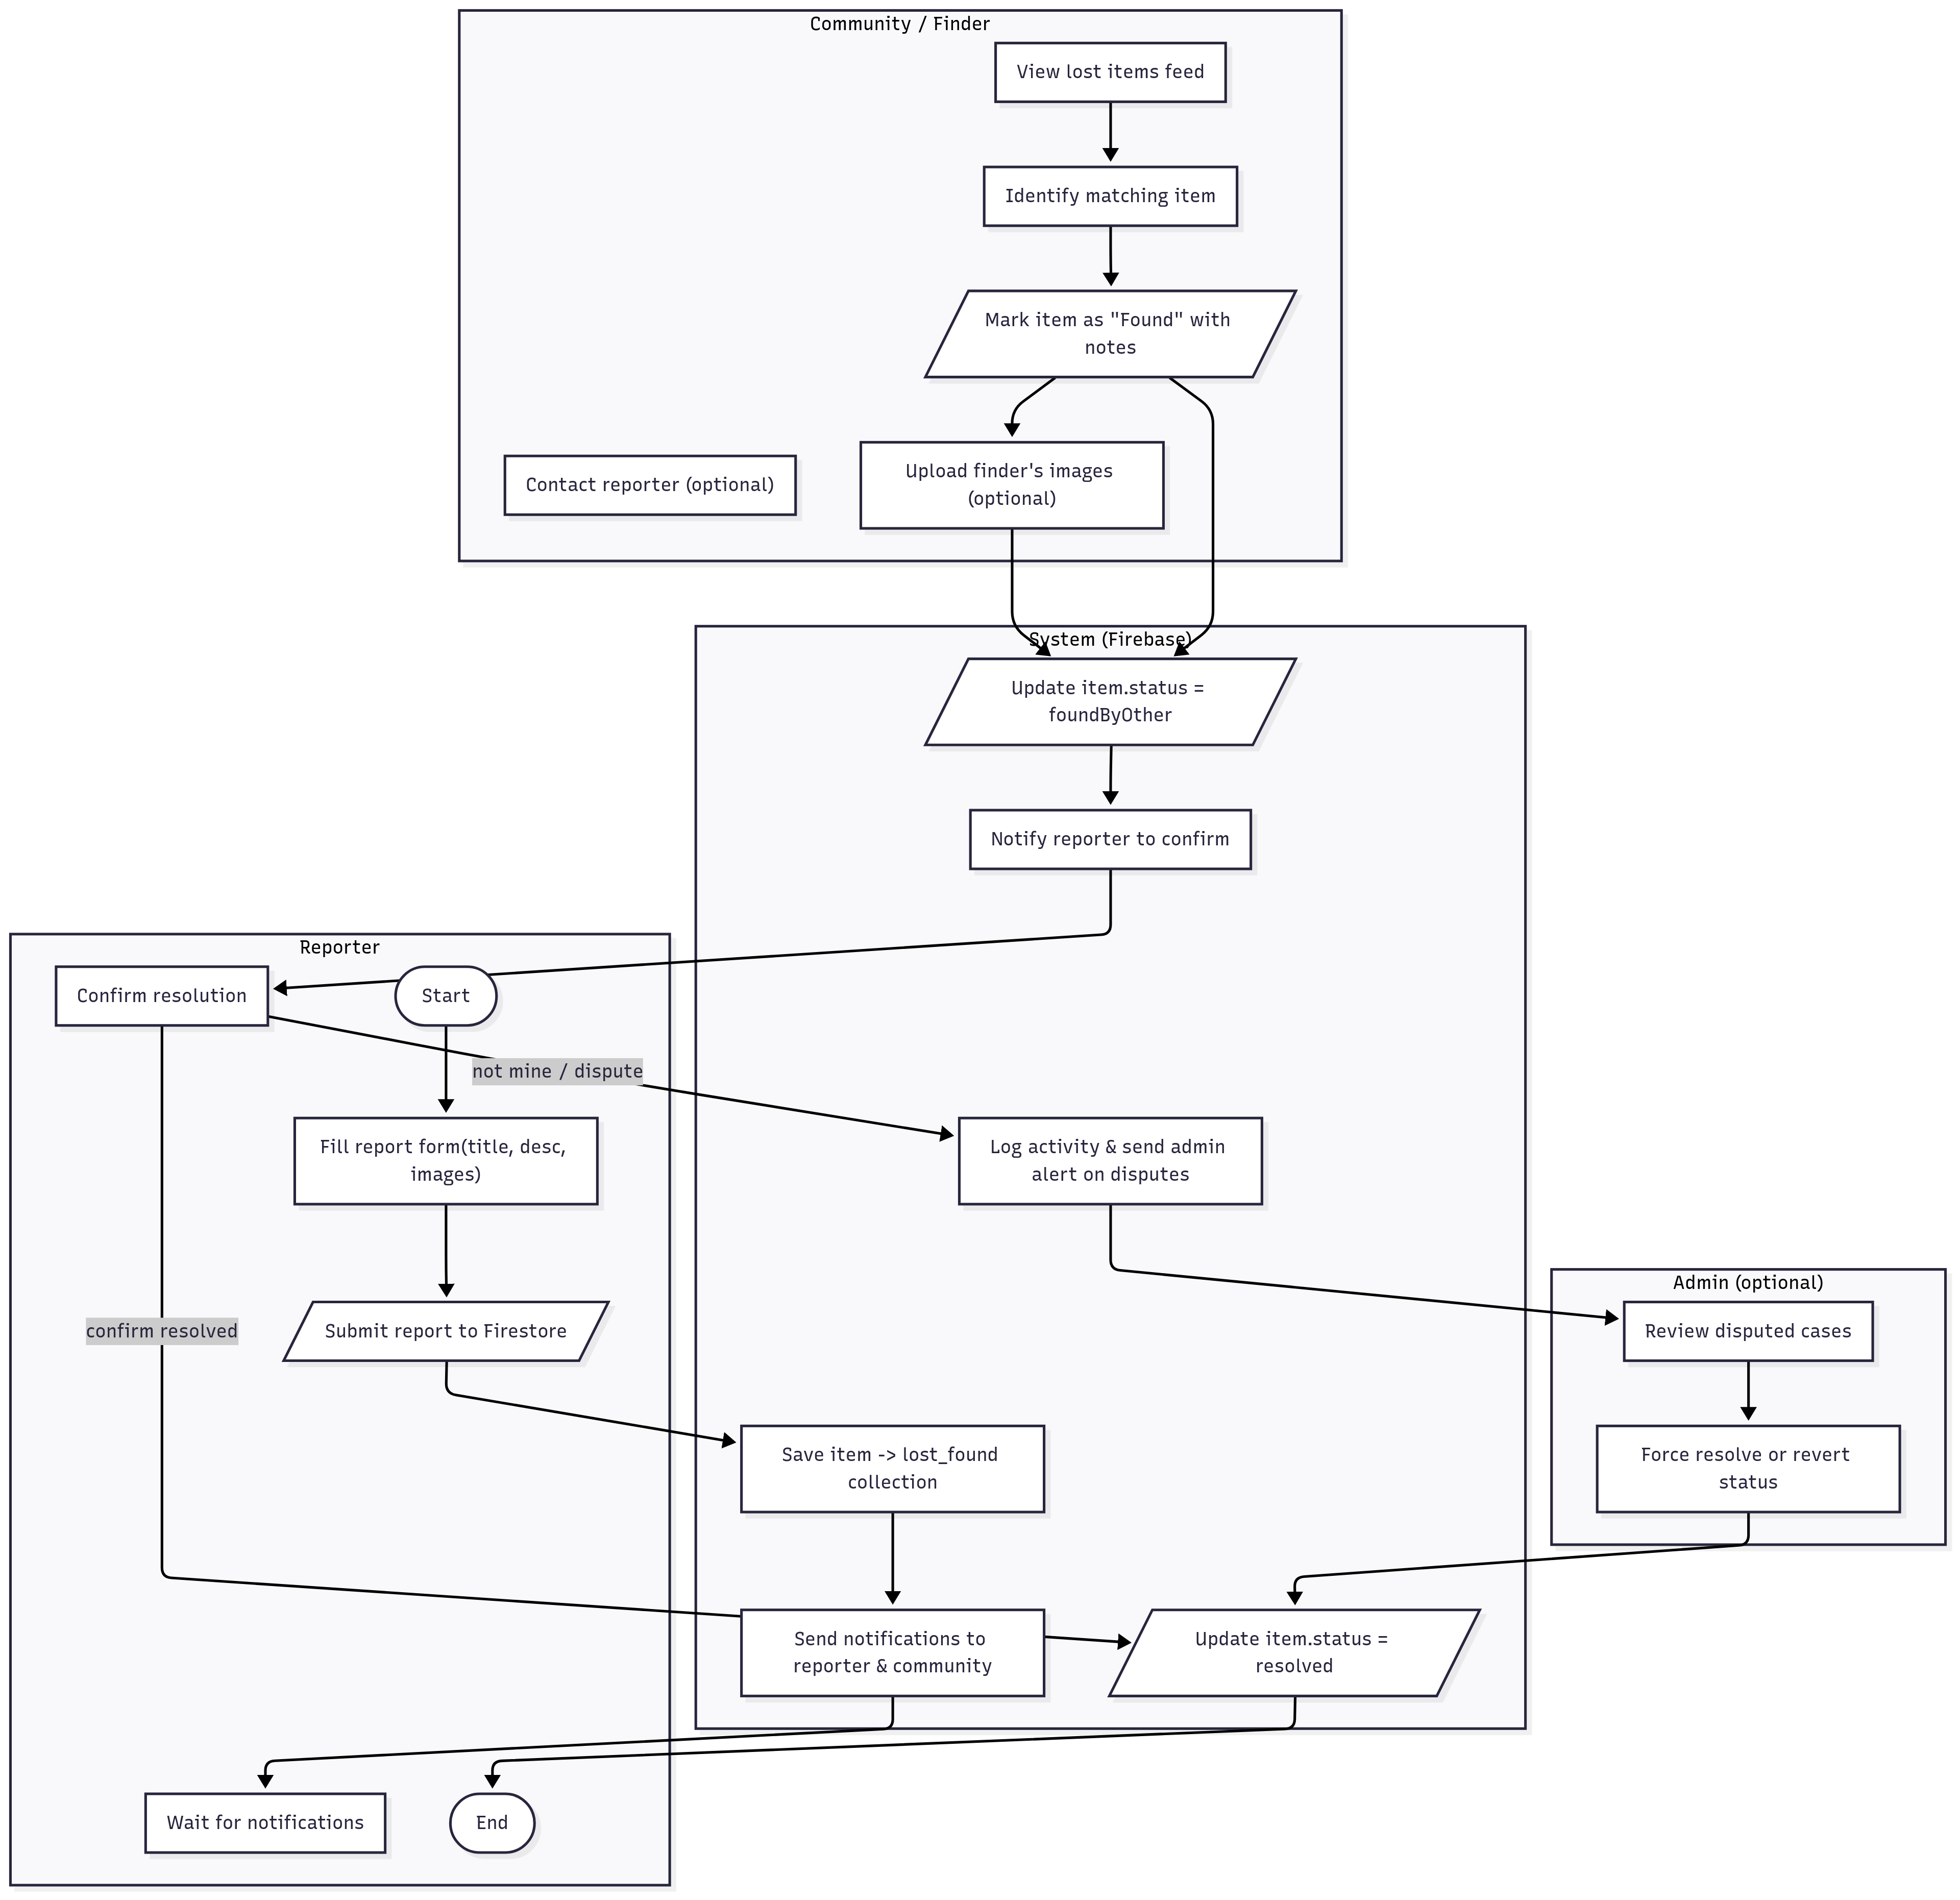 Community / Finder
View lost items feed
Identify matching item
Mark item as "Found" with
notes
Contact reporter (optional)
Upload finder's images
(optional)
System (Firebase)
Update item.status =
foundByOther
Notify reporter to confirm
Reporter
Confirm resolution
Start
not mine / dispute
Fill report form(title, desc,
images)
Log activity & send admin
alert on disputes
Admin (optional)
confirm resolved
Submit report to Firestore
Review disputed cases
Save item -> lost_found
collection
Force resolve or revert
status
Send notifications to
reporter & community
Update item.status =
resolved
Wait for notifications
End